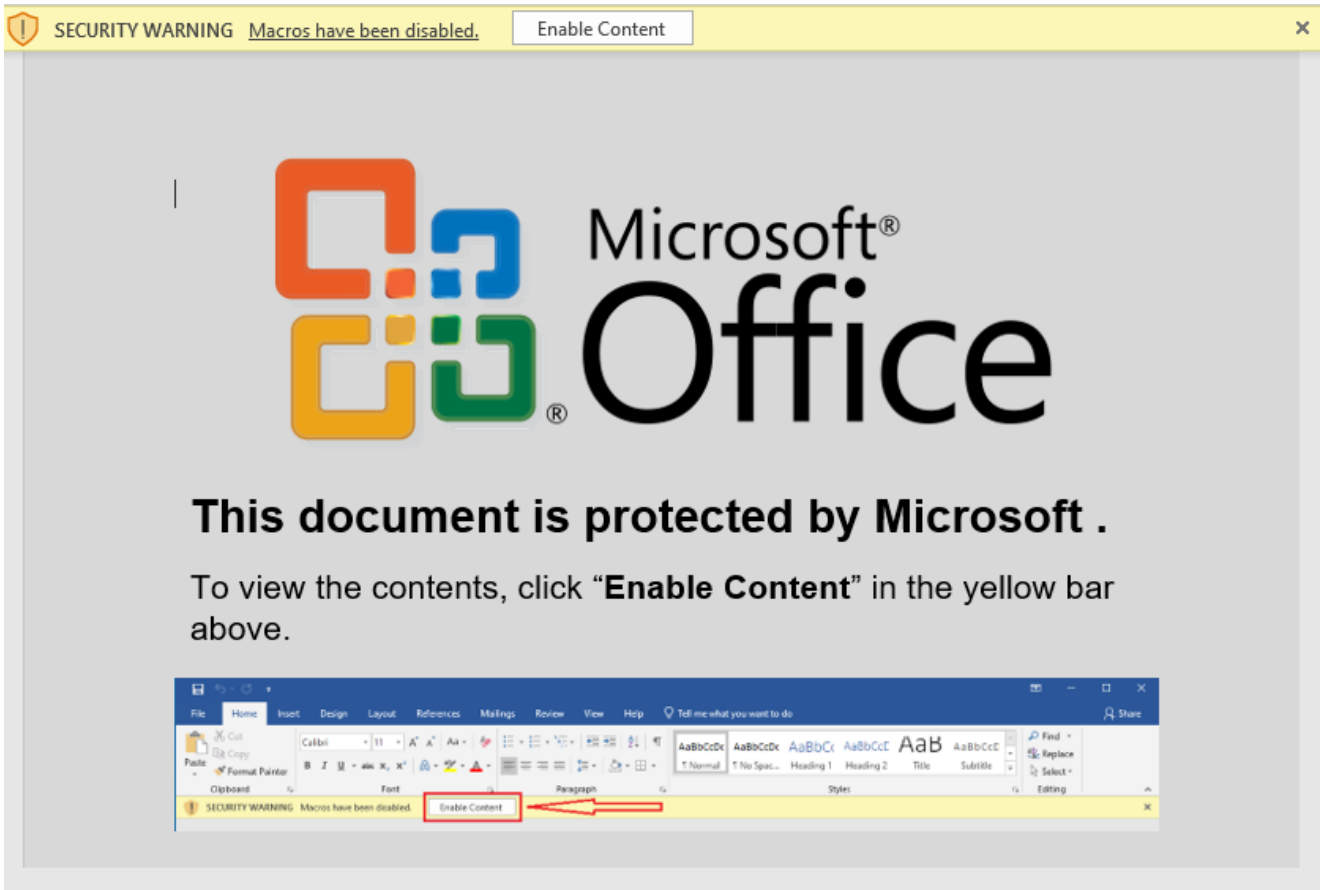 SECURITY WARNING Macros have been disabled. Enable Content
Microsoft®
Office
®
This document is protected by Microsoft .
To view the contents, click “Enable Content” in the yellow bar
above.
File Home Insert Design Layout References Mailings Review View Help Tell me what you want to do Share
Cut
Copy
Paste
Format Painter
Calibri 11 A A Aa
B I U abc X, X A
AaBbCcDc AaBbCcDc AaBbCc AaBbCcE AaB AaBbCcE
¶ Normal ¶ No Spac... Heading 1 Heading 2 Title Subtitle
Find
Replace
Select
Clipboard Font Paragraph Styles Editing
SECURITY WARNING Macros have been disabled. Enable Content